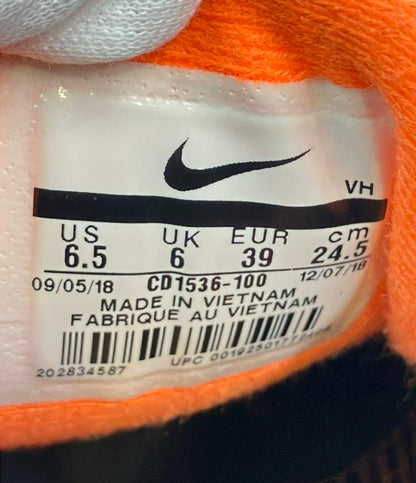 VH
US UK EUR cm
6.5 6 39 24.5
09/05/18 CD1536-100 12/07/18
MADE IN VIETNAM
FABRIQUE AU VIETNAM
202834587 UPC